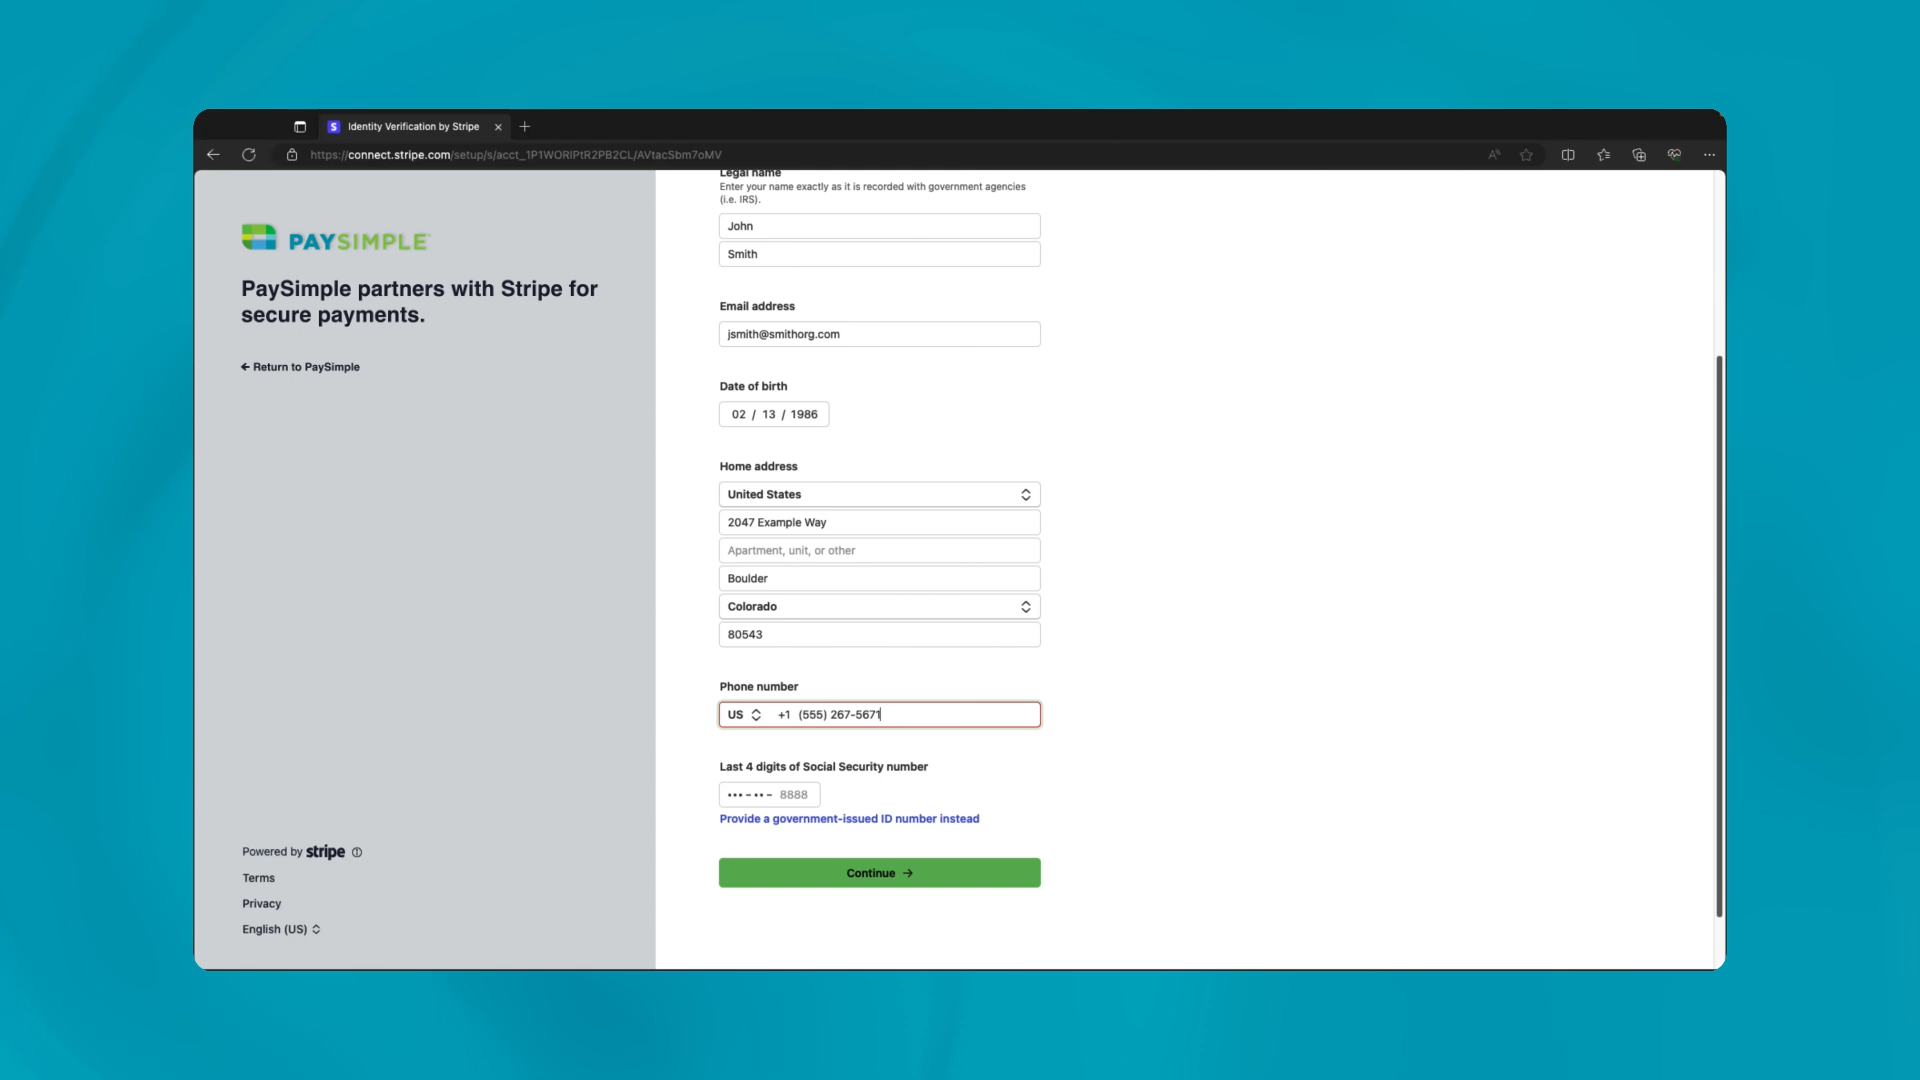 Identity Verification by Stripe
https://connect.stripe.com/setup/s/acct_1P1WORIPtR2PB2CL/AVtacSbm7oMV
PAYSIMPLE
PaySimple partners with Stripe for
secure payments.
Return to PaySimple
Powered by stripe
Terms
Privacy
English (US)
Legal name
Enter your name exactly as it is recorded with government agencies
(i.e. IRS).
John
Smith
Email address
jsmith@smithorg.com
Date of birth
02 / 13 / 1986
Home address
United States
2047 Example Way
Apartment, unit, or other
Boulder
Colorado
80543
Phone number
US +1 (555) 267-5671
Last 4 digits of Social Security number
•••-••- 8888
Provide a government-issued ID number instead
Continue →